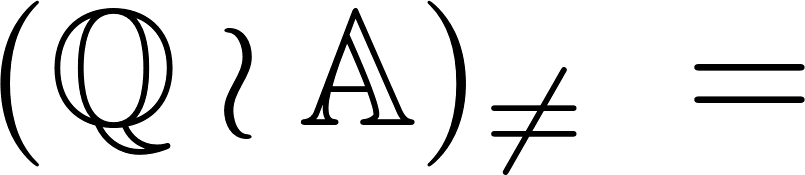 (ℚ ≀ 𝔸)≠ =